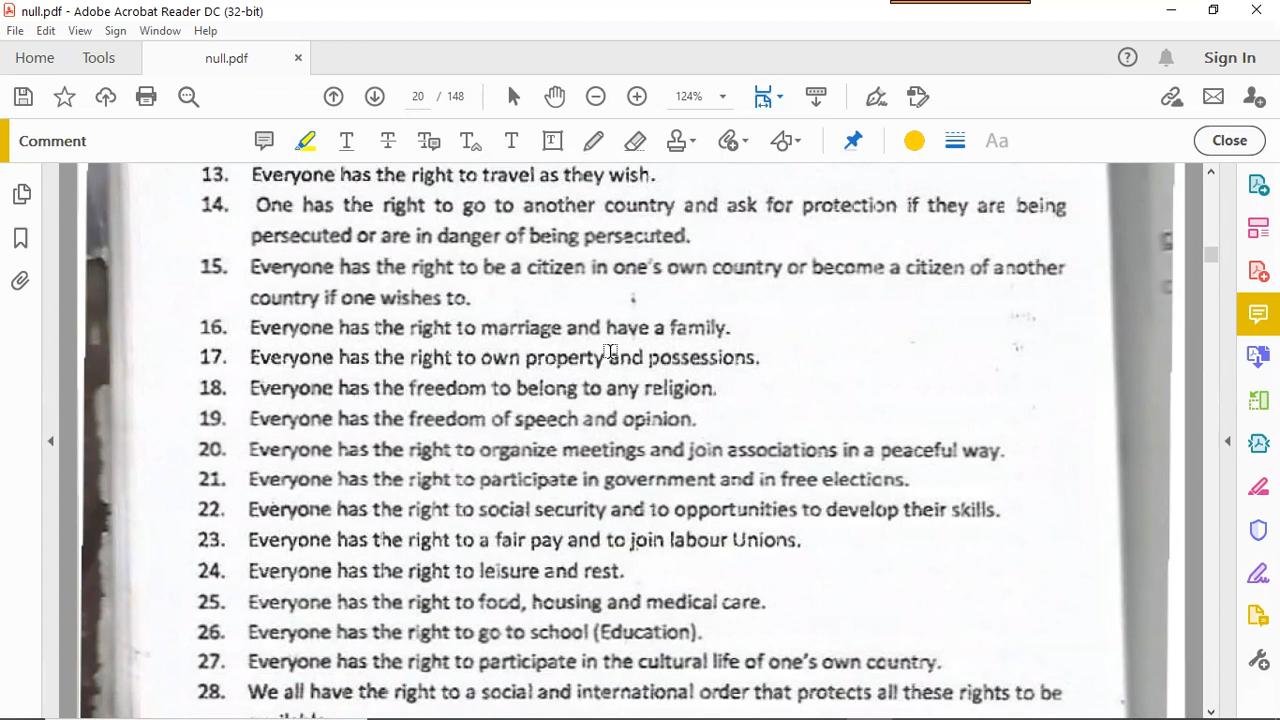 null.pdf - Adobe Acrobat Reader DC (32-bit)
File Edit View Sign Window Help
Home Tools null.pdf Sign In
20 / 148 124%
Comment Aa Close
13. Everyone has the right to travel as they wish.
14. One has the right to go to another country and ask for protection if they are being
persecuted or are in danger of being persecuted.
15. Everyone has the right to be a citizen in one's own country or become a citizen of another
country if one wishes to.
16. Everyone has the right to marriage and have a family.
17. Everyone has the right to own property and possessions.
18. Everyone has the freedom to belong to any religion.
19. Everyone has the freedom of speech and opinion.
20. Everyone has the right to organize meetings and join associations in a peaceful way.
21. Everyone has the right to participate in government and in free elections.
22. Everyone has the right to social security and to opportunities to develop their skills.
23. Everyone has the right to a fair pay and to join labour Unions.
24. Everyone has the right to leisure and rest.
25. Everyone has the right to food, housing and medical care.
26. Everyone has the right to go to school (Education).
27. Everyone has the right to participate in the cultural life of one's own country.
28. We all have the right to a social and international order that protects all these rights to be